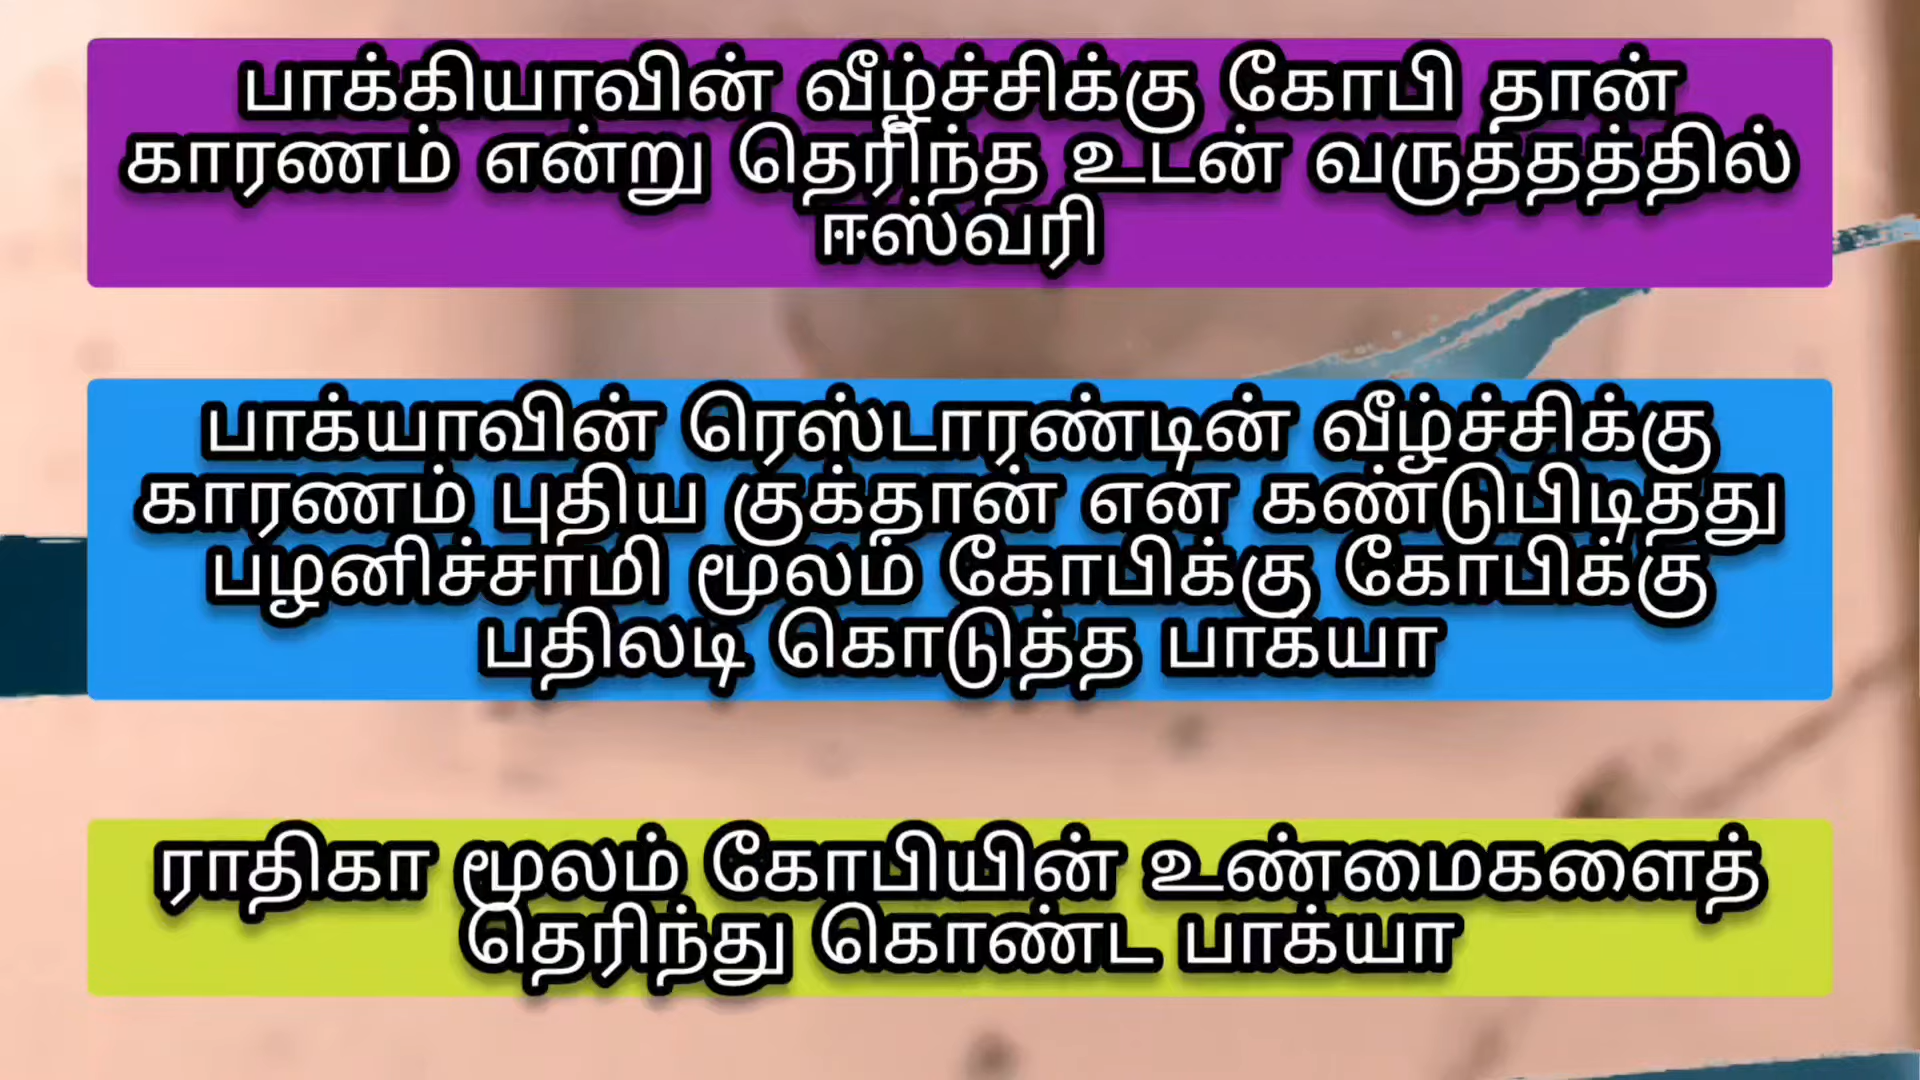 பாக்கியாவின் வீழ்ச்சிக்கு கோபி தான்
காரணம் என்று தெரிந்த உடன் வருத்தத்தில்
ஈஸ்வரி
பாக்யாவின் ரெஸ்டாரண்டின் வீழ்ச்சிக்கு
காரணம் புதிய குக்தான் என கண்டுபிடித்து
பழனிச்சாமி மூலம் கோபிக்கு கோபிக்கு
பதிலடி கொடுத்த பாக்யா
ராதிகா மூலம் கோபியின் உண்மைகளைத்
தெரிந்து கொண்ட பாக்யா